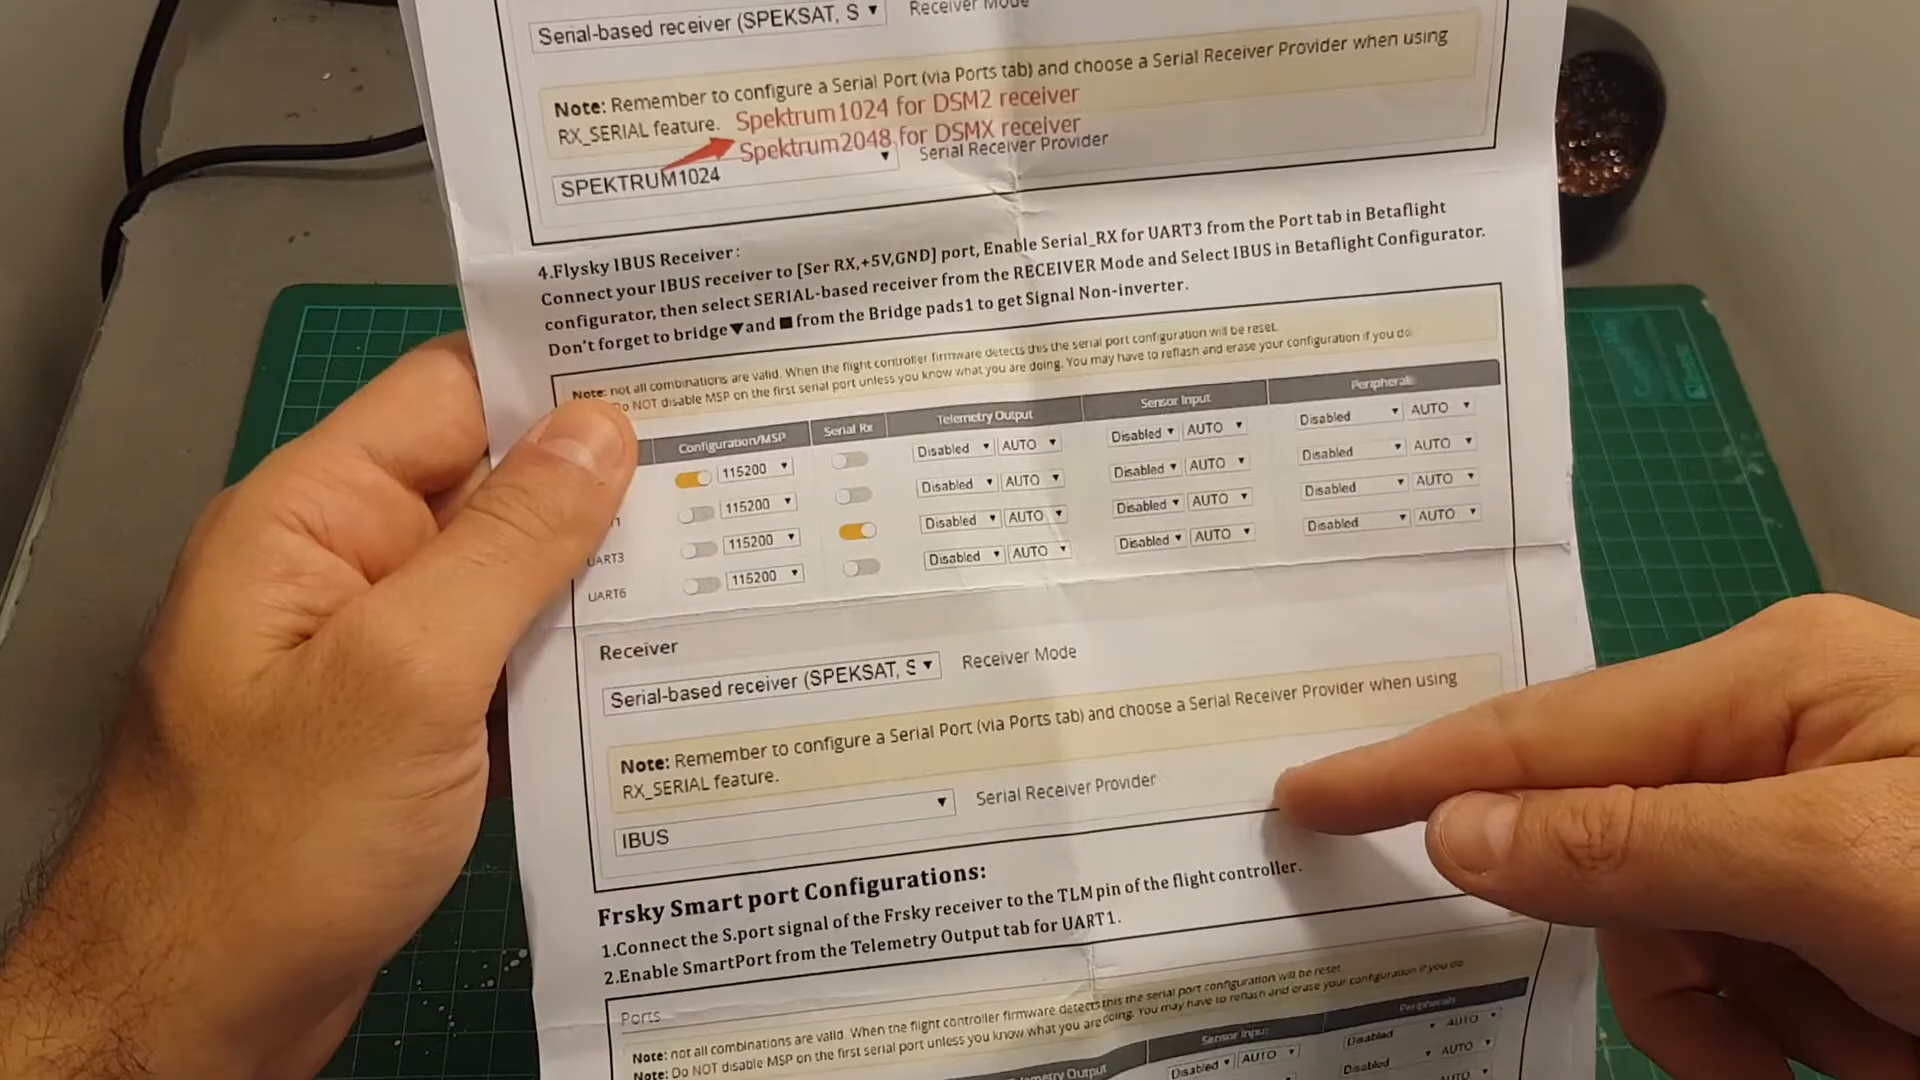 Serial-based receiver (SPEKSAT, S Receiver Mode
Note: Remember to configure a Serial Port (via Ports tab) and choose a Serial Receiver Provider when using
RX_SERIAL feature.
Spektrum1024 for DSM2 receiver
Spektrum2048 for DSMX receiver
SPEKTRUM1024 Serial Receiver Provider
4.Flysky IBUS Receiver:
Connect your IBUS receiver to [Ser RX,+5V,GND] port, Enable Serial_RX for UART3 from the Port tab in Betaflight
configurator, then select SERIAL-based receiver from the RECEIVER Mode and Select IBUS in Betaflight Configurator.
Don't forget to bridge ▼and ■ from the Bridge pads1 to get Signal Non-inverter.
Note: not all combinations are valid. When the flight controller firmware detects this the serial port configuration will be reset.
Do NOT disable MSP on the first serial port unless you know what you are doing. You may have to reflash and erase your configuration if you do.
Configuration/MSP Serial Rx Telemetry Output Sensor Input Peripherals
115200 Disabled AUTO Disabled AUTO Disabled AUTO
115200 Disabled AUTO Disabled AUTO Disabled AUTO
UART3 115200 Disabled AUTO Disabled AUTO Disabled AUTO
UART6 115200 Disabled AUTO Disabled AUTO Disabled AUTO
Receiver
Serial-based receiver (SPEKSAT, S Receiver Mode
Note: Remember to configure a Serial Port (via Ports tab) and choose a Serial Receiver Provider when using
RX_SERIAL feature.
IBUS Serial Receiver Provider
Frsky Smart port Configurations:
1.Connect the S.port signal of the Frsky receiver to the TLM pin of the flight controller.
2.Enable SmartPort from the Telemetry Output tab for UART1.
Ports
Note: not all combinations are valid. When the flight controller firmware detects this the serial port configuration will be reset.
Note: Do NOT disable MSP on the first serial port unless you know what you are doing. You may have to reflash and erase your configuration if you do.
Telemetry Output Sensor Input Peripherals
Disabled AUTO Disabled AUTO
Disabled AUTO
AUTO